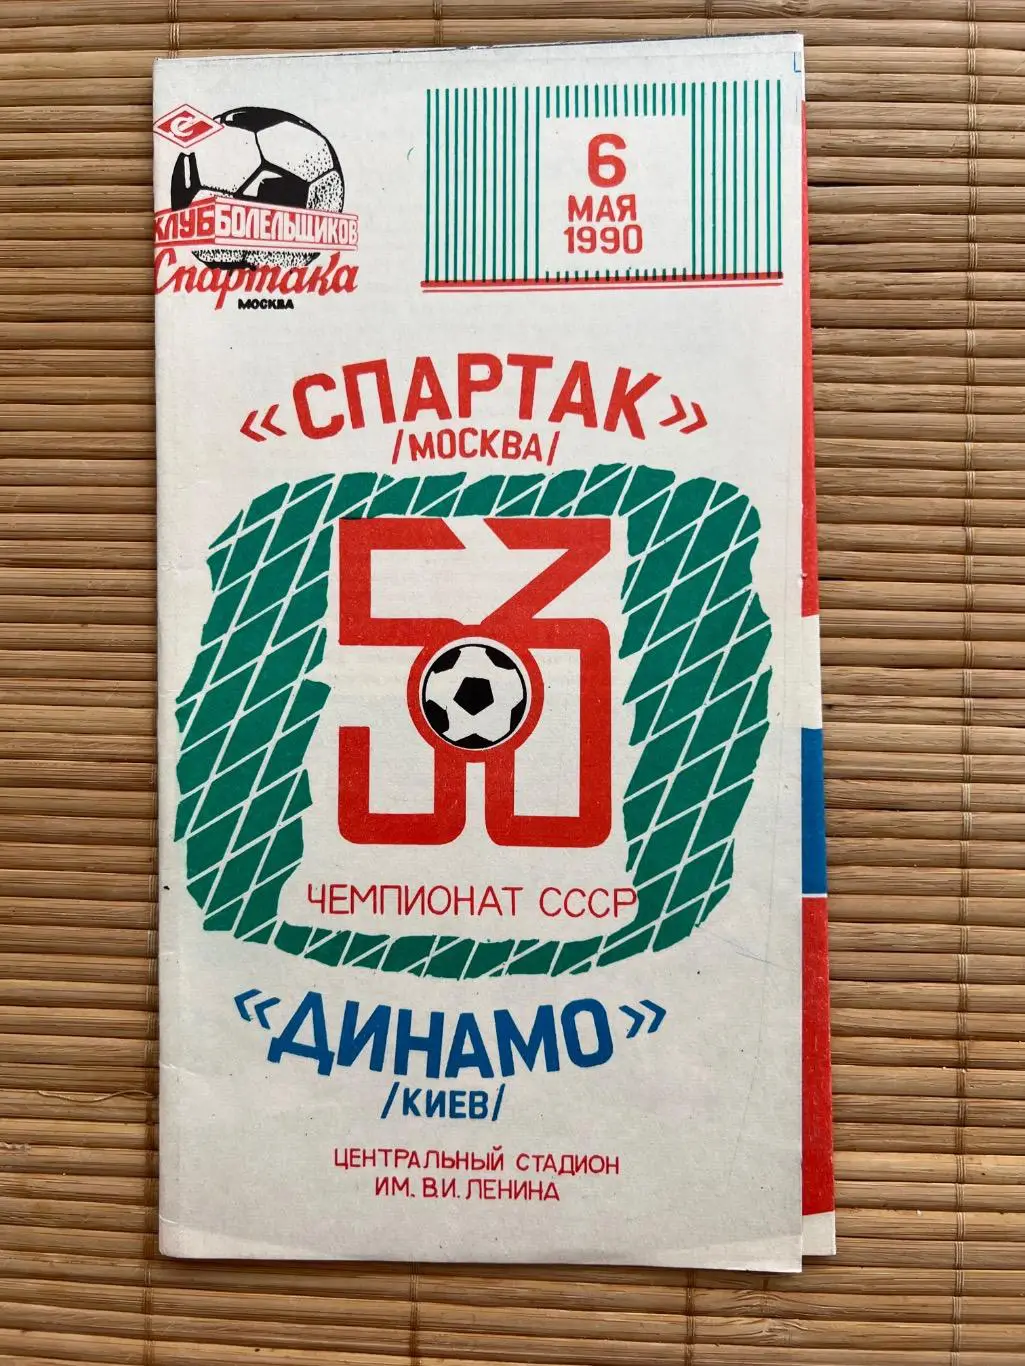 КЛУБ БОЛЕЛЬЩИКОВ
Спартака
МОСКВА
6
МАЯ
1990
«СПАРТАК»
/МОСКВА/
53
ЧЕМПИОНАТ СССР
«ДИНАМО»
/КИЕВ/
ЦЕНТРАЛЬНЫЙ СТАДИОН
ИМ. В.И. ЛЕНИНА